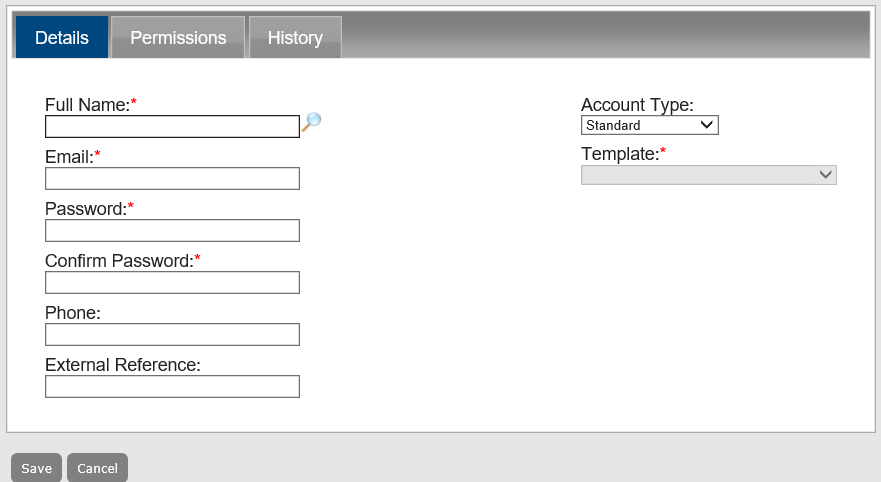 Details Permissions History
Full Name:*
Email:*
Password:*
Confirm Password:*
Phone:
External Reference:
Account Type:
Standard
Template:*
Save Cancel